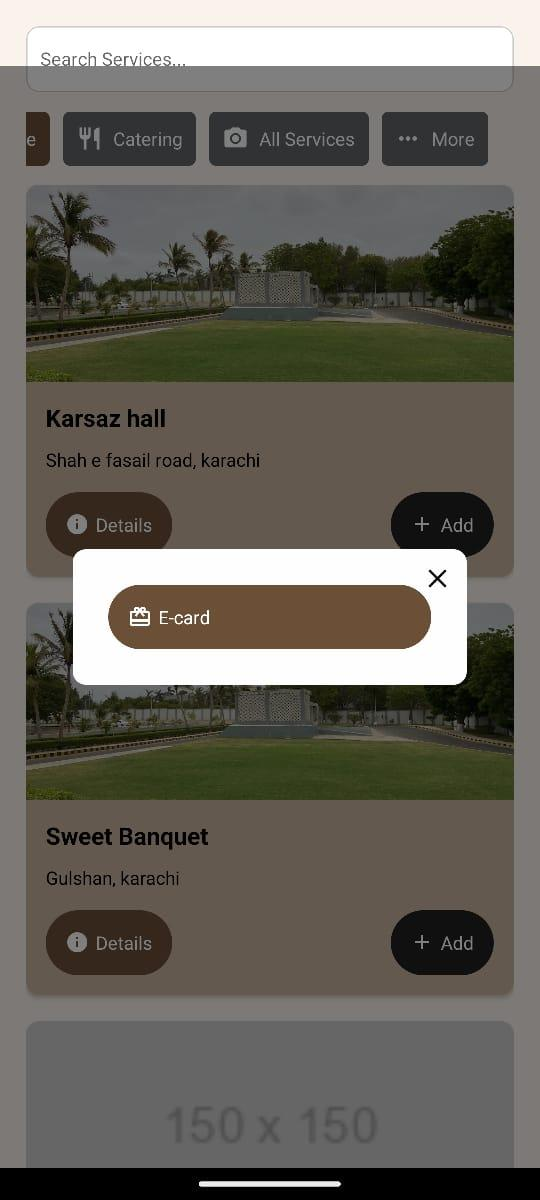 Search Services...
e Catering All Services More
Karsaz hall
Shah e fasail road, karachi
Details Add
E-card
Sweet Banquet
Gulshan, karachi
Details Add
150 x 150